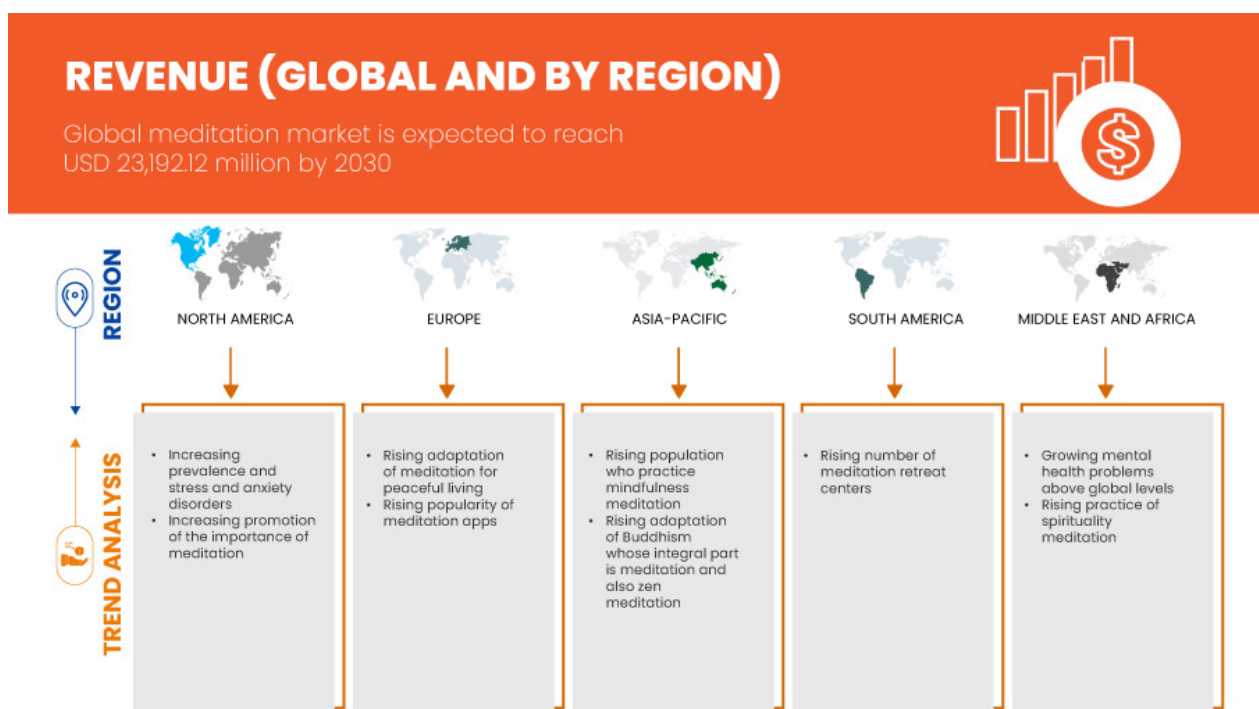 REVENUE (GLOBAL AND BY REGION)
Global meditation market is expected to reach
USD 23,192.12 million by 2030
REGION
NORTH AMERICA
EUROPE
ASIA-PACIFIC
SOUTH AMERICA
MIDDLE EAST AND AFRICA
TREND ANALYSIS
• Increasing
prevalence and
stress and anxiety
disorders
• Increasing promotion
of the importance of
meditation
• Rising adaptation
of meditation for
peaceful living
• Rising popularity of
meditation apps
• Rising population
who practice
mindfulness
meditation
• Rising adaptation
of Buddhism
whose integral part
is meditation and
also zen
meditation
• Rising number of
meditation retreat
centers
• Growing mental
health problems
above global levels
• Rising practice of
spirituality
meditation